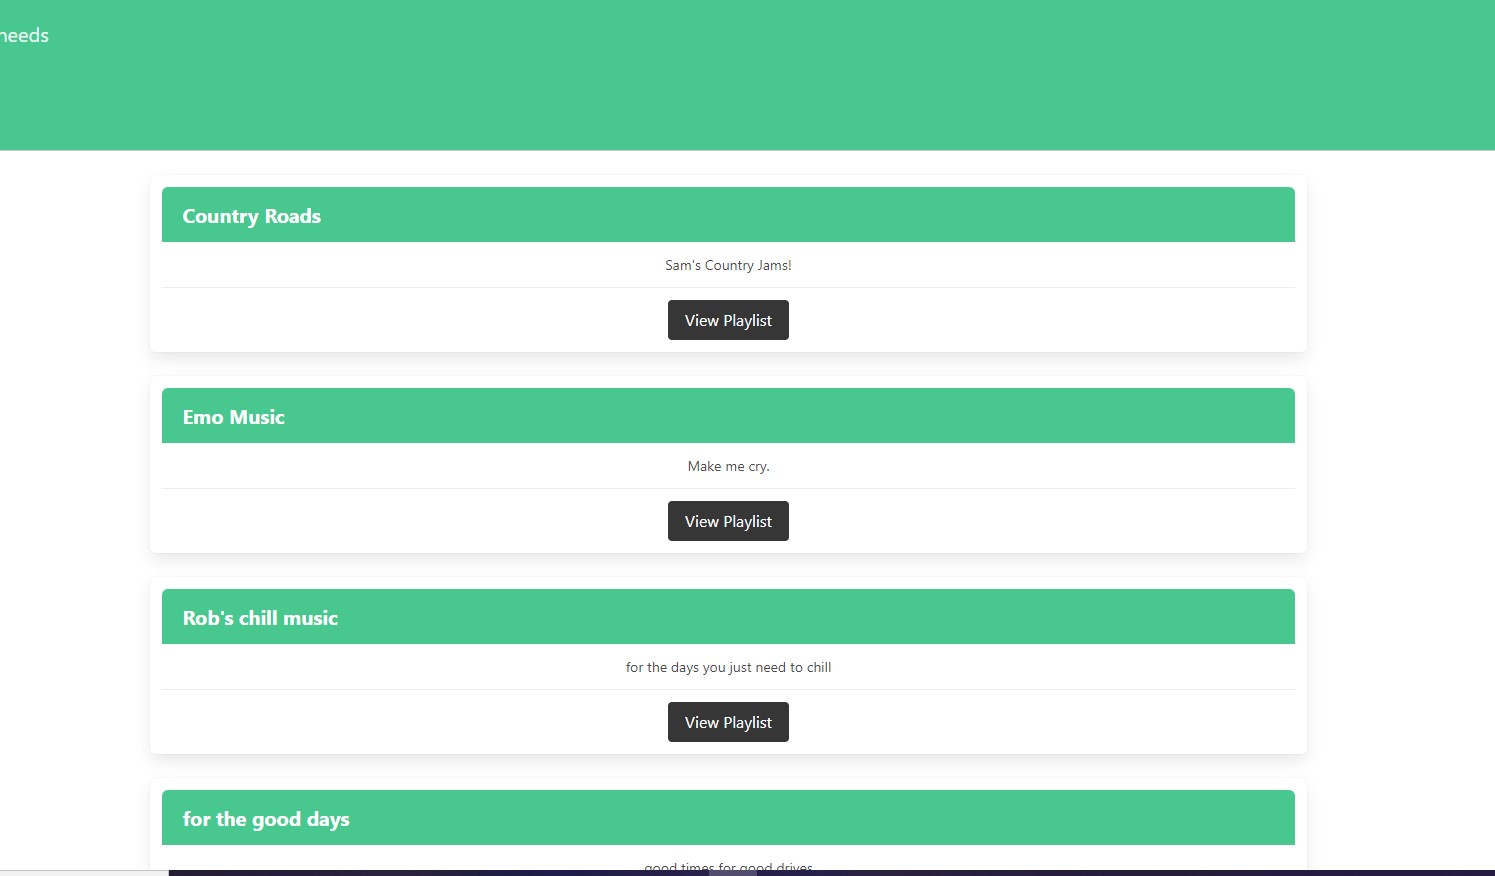 needs
Country Roads
Sam's Country Jams!
View Playlist
Emo Music
Make me cry.
View Playlist
Rob's chill music
for the days you just need to chill
View Playlist
for the good days
good times for good drives